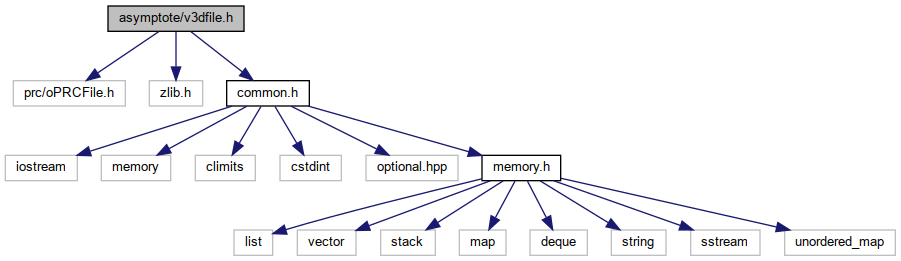 asymptote/v3dfile.h
prc/oPRCFile.h
zlib.h
common.h
iostream
memory
climits
cstdint
optional.hpp
memory.h
list
vector
stack
map
deque
string
sstream
unordered_map